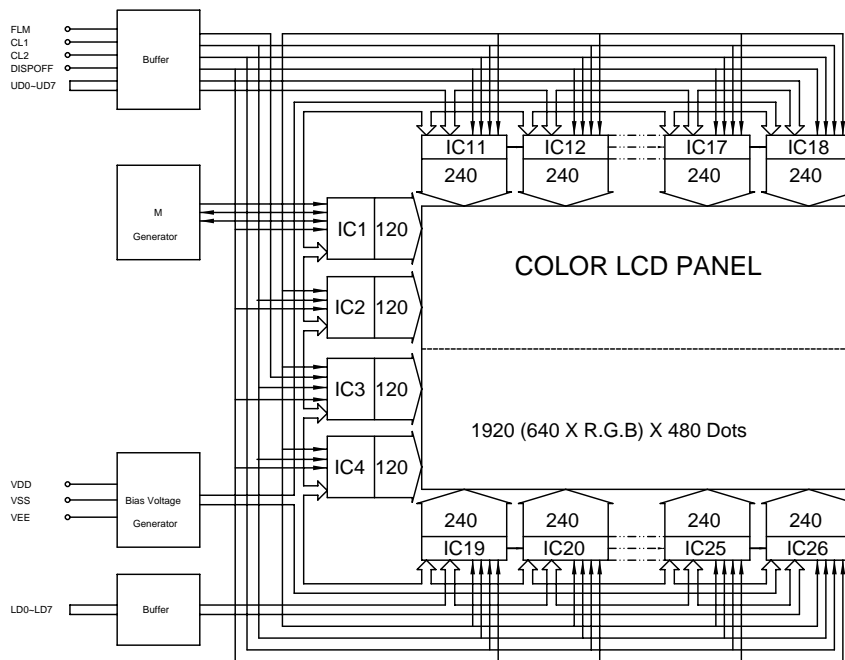 FLM
CL1
CL2
DISPOFF
UD0~UD7
Buffer
IC11
IC12
IC17
IC18
240
240
240
240
M
Generator
IC1
120
COLOR LCD PANEL
IC2
120
IC3
120
1920 (640 X R.G.B) X 480 Dots
IC4
120
VDD
VSS
VEE
Bias Voltage
Generator
240
240
240
240
IC19
IC20
IC25
IC26
LD0~LD7
Buffer